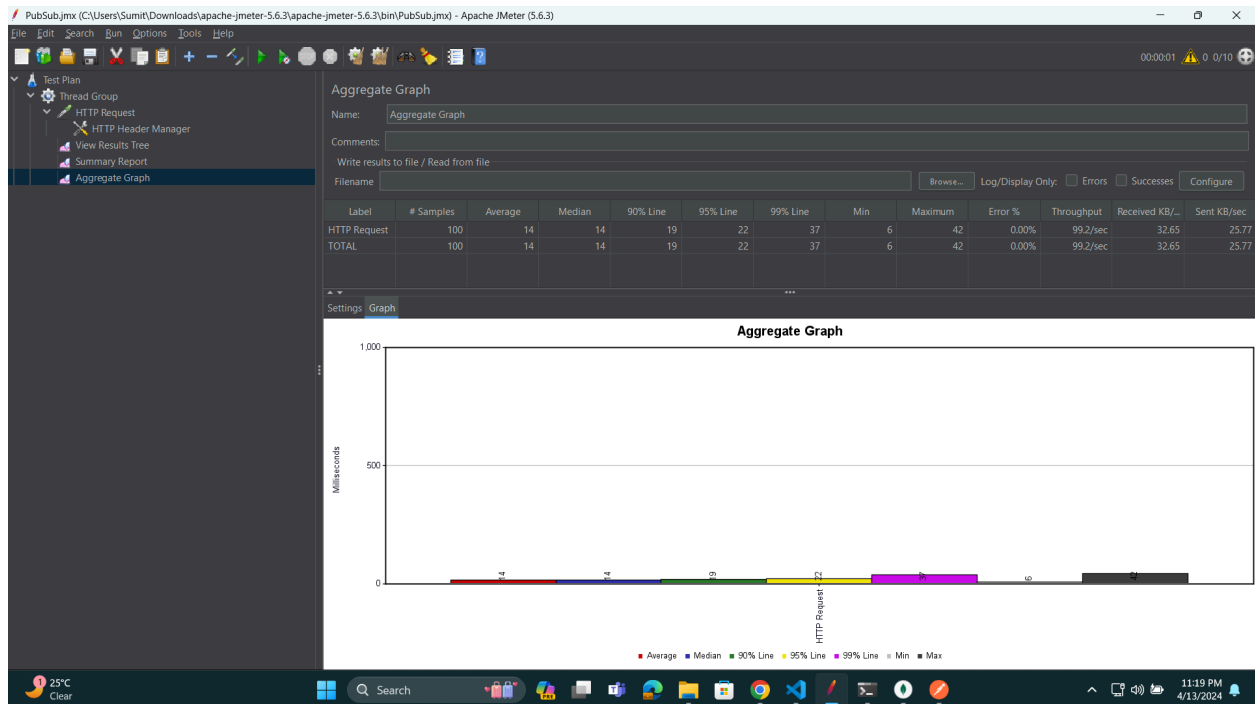 PubSub.jmx (C:\Users\Sumit\Downloads\apache-jmeter-5.6.3\apache-jmeter-5.6.3\bin\PubSub.jmx) - Apache JMeter (5.6.3)
File Edit Search Run Options Tools Help
00:00:01 0 0/10
Test Plan
Thread Group
HTTP Request
HTTP Header Manager
View Results Tree
Summary Report
Aggregate Graph
Aggregate Graph
Name: Aggregate Graph
Comments:
Write results to file / Read from file
Filename Browse... Log/Display Only: Errors Successes Configure
Label # Samples Average Median 90% Line 95% Line 99% Line Min Maximum Error % Throughput Received KB/... Sent KB/sec
HTTP Request 100 14 14 19 22 37 6 42 0.00% 99.2/sec 32.65 25.77
TOTAL 100 14 14 19 22 37 6 42 0.00% 99.2/sec 32.65 25.77
Settings Graph
Aggregate Graph
1,000
500
0
Milliseconds
14 14 19 22 37 6 42
HTTP Request
Average Median 90% Line 95% Line 99% Line Min Max
1
25°C
Clear
Search
PRE
11:19 PM
4/13/2024